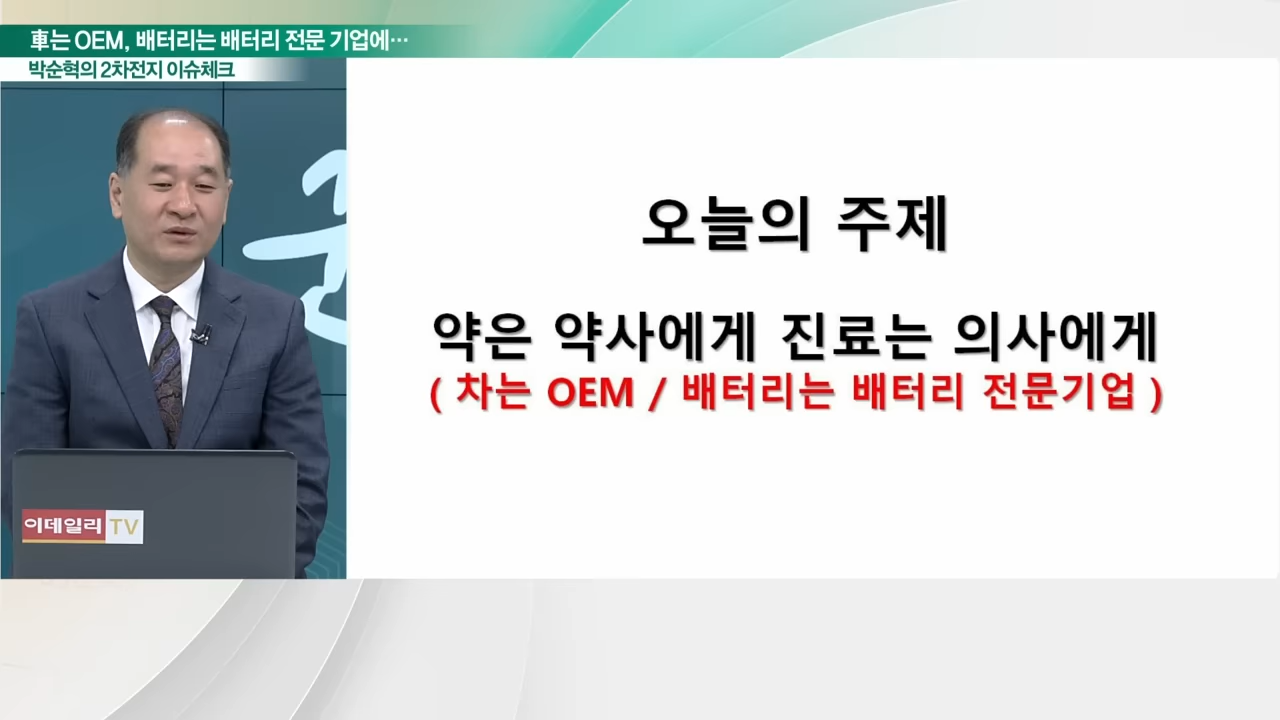 車는 OEM, 배터리는 배터리 전문 기업에…
박순혁의 2차전지 이슈체크
오늘의 주제
약은 약사에게 진료는 의사에게
( 차는 OEM / 배터리는 배터리 전문기업 )
이데일리 TV